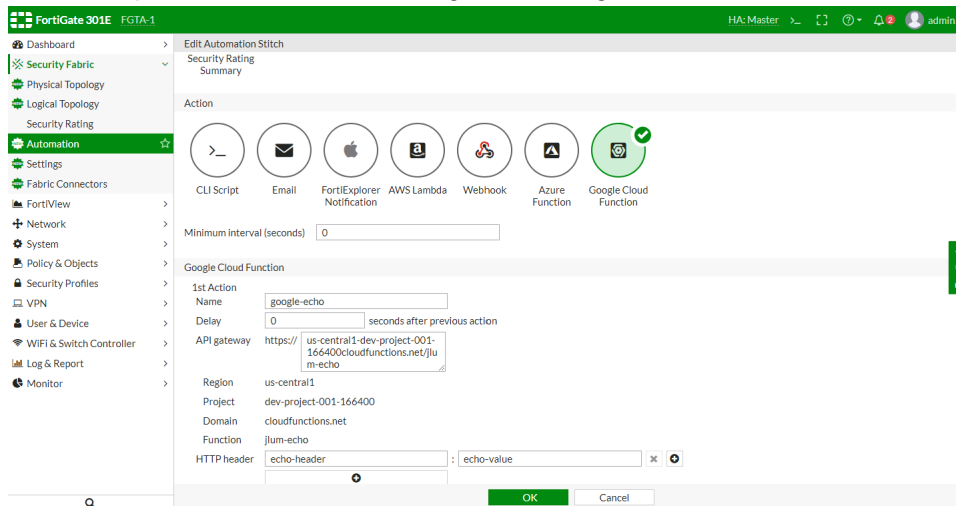 FortiGate 301E FGTA-1
HA: Master >_ admin
2
Dashboard
Security Fabric
Physical Topology
Logical Topology
Security Rating
Automation
Settings
Fabric Connectors
FortiView
Network
System
Policy & Objects
Security Profiles
VPN
User & Device
WiFi & Switch Controller
Log & Report
Monitor
Edit Automation Stitch
Security Rating
Summary
Action
>_
CLI Script
Email
FortiExplorer
Notification
a
AWS Lambda
Webhook
Azure
Function
Google Cloud
Function
Minimum interval (seconds) 0
Google Cloud Function
1st Action
Name google-echo
Delay 0 seconds after previous action
API gateway https:// us-central1-dev-project-001-
166400cloudfunctions.net/jlu
m-echo
Region us-central1
Project dev-project-001-166400
Domain cloudfunctions.net
Function jlum-echo
HTTP header echo-header : echo-value
OK Cancel